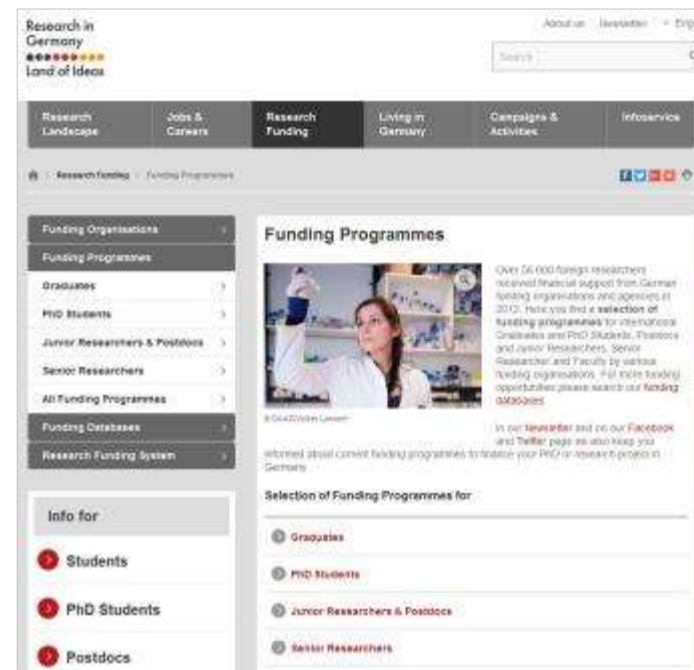 Research in
Germany
Land of Ideas
About us
Newsletter
Search
Research
Landscape
Jobs &
Careers
Research
Funding
Living in
Germany
Campaigns &
Activities
Infoservice
Research Funding
Funding Programmes
Funding Organisations
Funding Programmes
Graduates
PhD Students
Junior Researchers & Postdocs
Senior Researchers
All Funding Programmes
Funding Databases
Research Funding System
Info for
Students
PhD Students
Postdocs
Funding Programmes
Over 56 000 foreign researchers
received financial support from German
funding organisations and agencies in
2012. Here you find a selection of
funding programmes for international
Graduates and PhD Students, Postdocs
and Junior Researchers, Senior
Researcher and Faculty by various
funding organisations. For more funding
opportunities please search our funding
databases
In our Newsletter and on our Facebook
and Twitter page we also keep you
informed about current funding programmes to finance your PhD or research project in
Germany
Selection of Funding Programmes for
Graduates
PhD Students
Junior Researchers & Postdocs
Senior Researchers